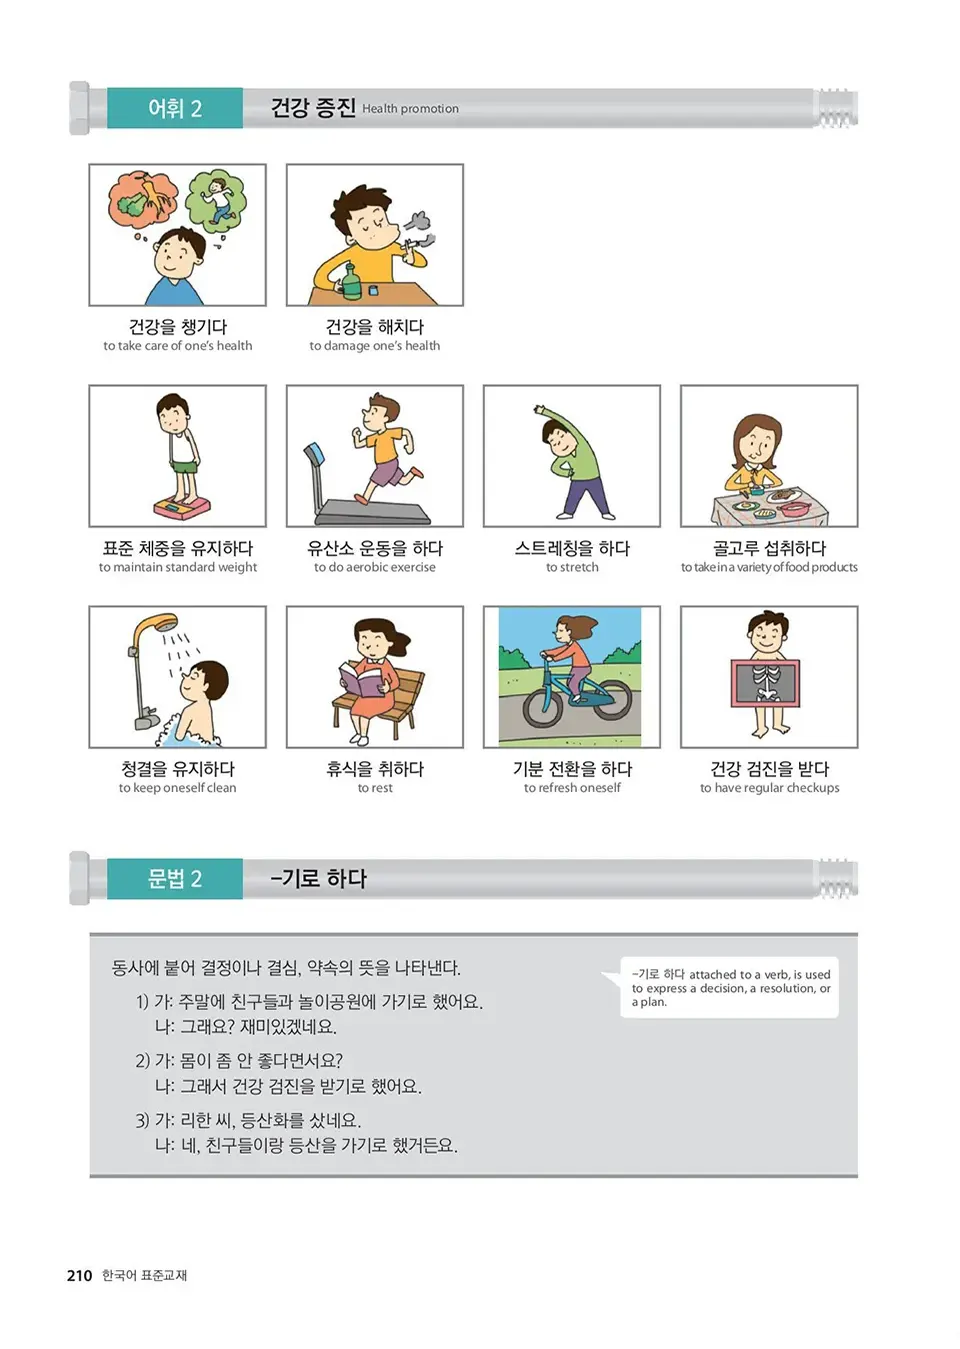 어휘 2
건강 증진 Health promotion
건강을 챙기다
to take care of one's health
건강을 해치다
to damage one's health
표준 체중을 유지하다
to maintain standard weight
유산소 운동을 하다
to do aerobic exercise
스트레칭을 하다
to stretch
골고루 섭취하다
to take in a variety of food products
청결을 유지하다
to keep oneself clean
휴식을 취하다
to rest
기분 전환을 하다
to refresh oneself
건강 검진을 받다
to have regular checkups
문법 2
-기로 하다
동사에 붙어 결정이나 결심, 약속의 뜻을 나타낸다.
-기로 하다 attached to a verb, is used
to express a decision, a resolution, or
a plan.
1) 가: 주말에 친구들과 놀이공원에 가기로 했어요.
나: 그래요? 재미있겠네요.
2) 가: 몸이 좀 안 좋다면서요?
나: 그래서 건강 검진을 받기로 했어요.
3) 가: 리한 씨, 등산화를 샀네요.
나: 네, 친구들이랑 등산을 가기로 했거든요.
210 한국어 표준교재